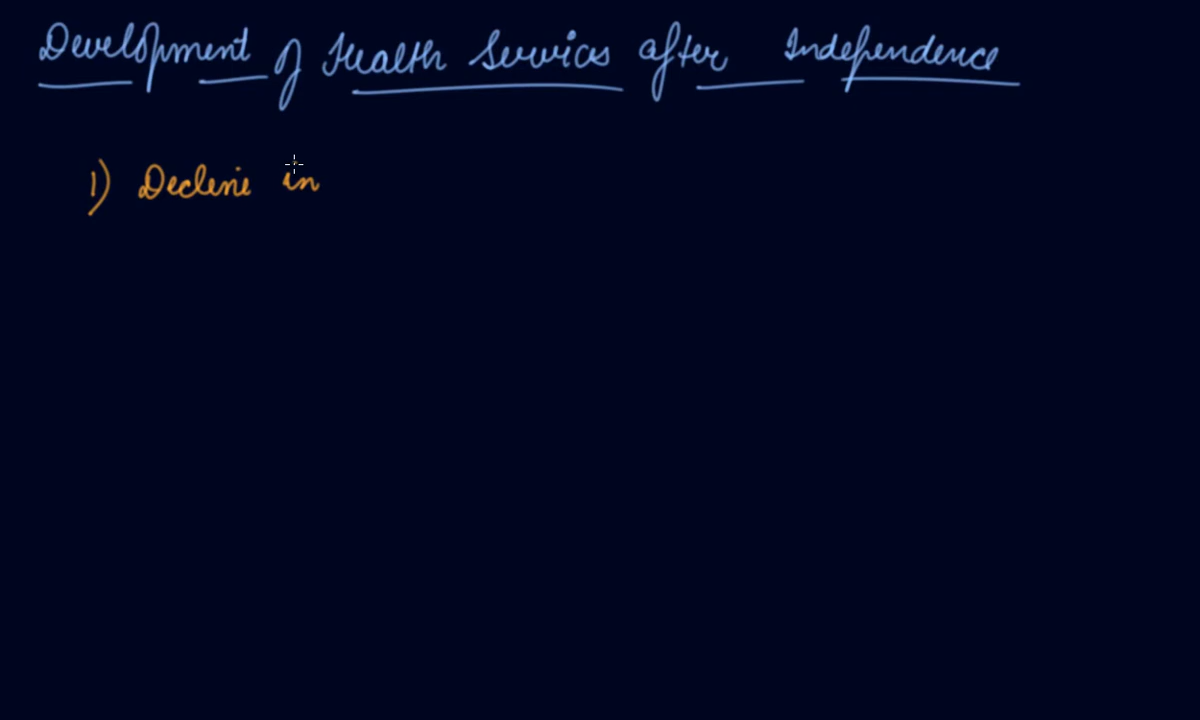 Development of Health Services after Independence
1) Decline in